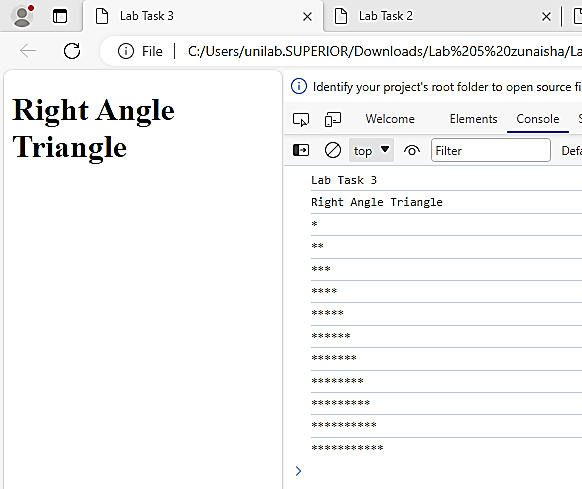 Lab Task 3
Lab Task 2
File
C:/Users/unilab.SUPERIOR/Downloads/Lab%205%20zunaisha/La
Right Angle
Triangle
Identify your project's root folder to open source fi
Welcome
Elements
Console
S
top
Filter
Defa
Lab Task 3
Right Angle Triangle
*
**
***
****
*****
******
*******
********
*********
**********
***********